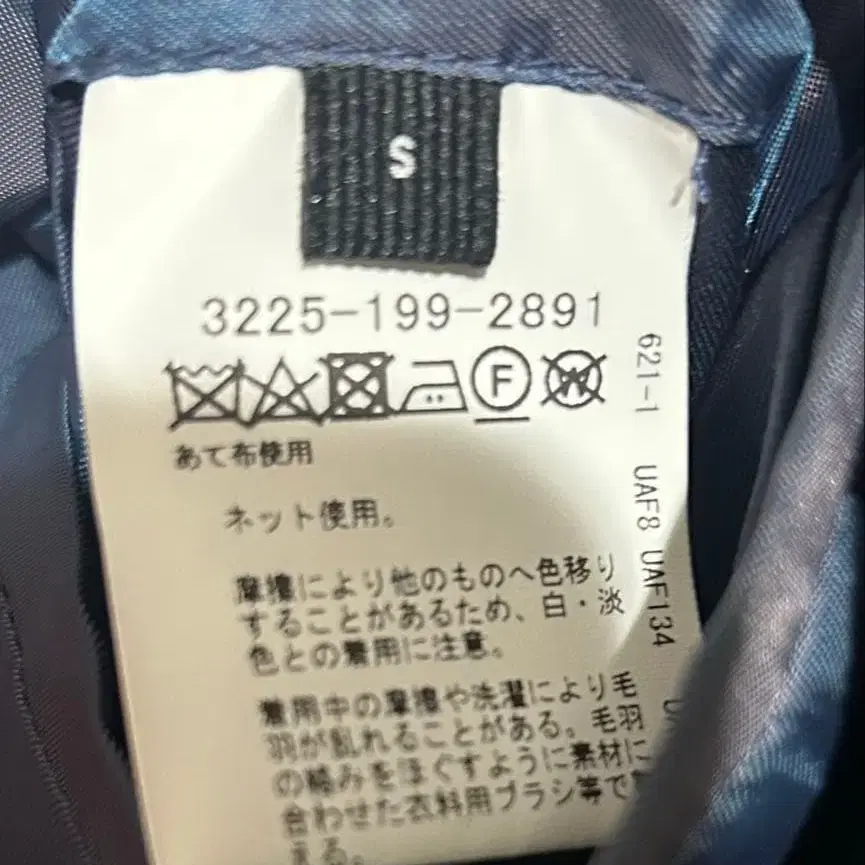 S
3225-199-2891
F
W
あて布使用
ネット使用。
摩擦により他のものへ色移り
することがあるため、白・淡
色との着用に注意。
着用中の摩擦や洗濯により毛
羽が乱れることがある。毛羽
の絡みをほぐすように素材に
合わせた衣料用ブラシ等で
える。
621-1 UAF8 UAF134